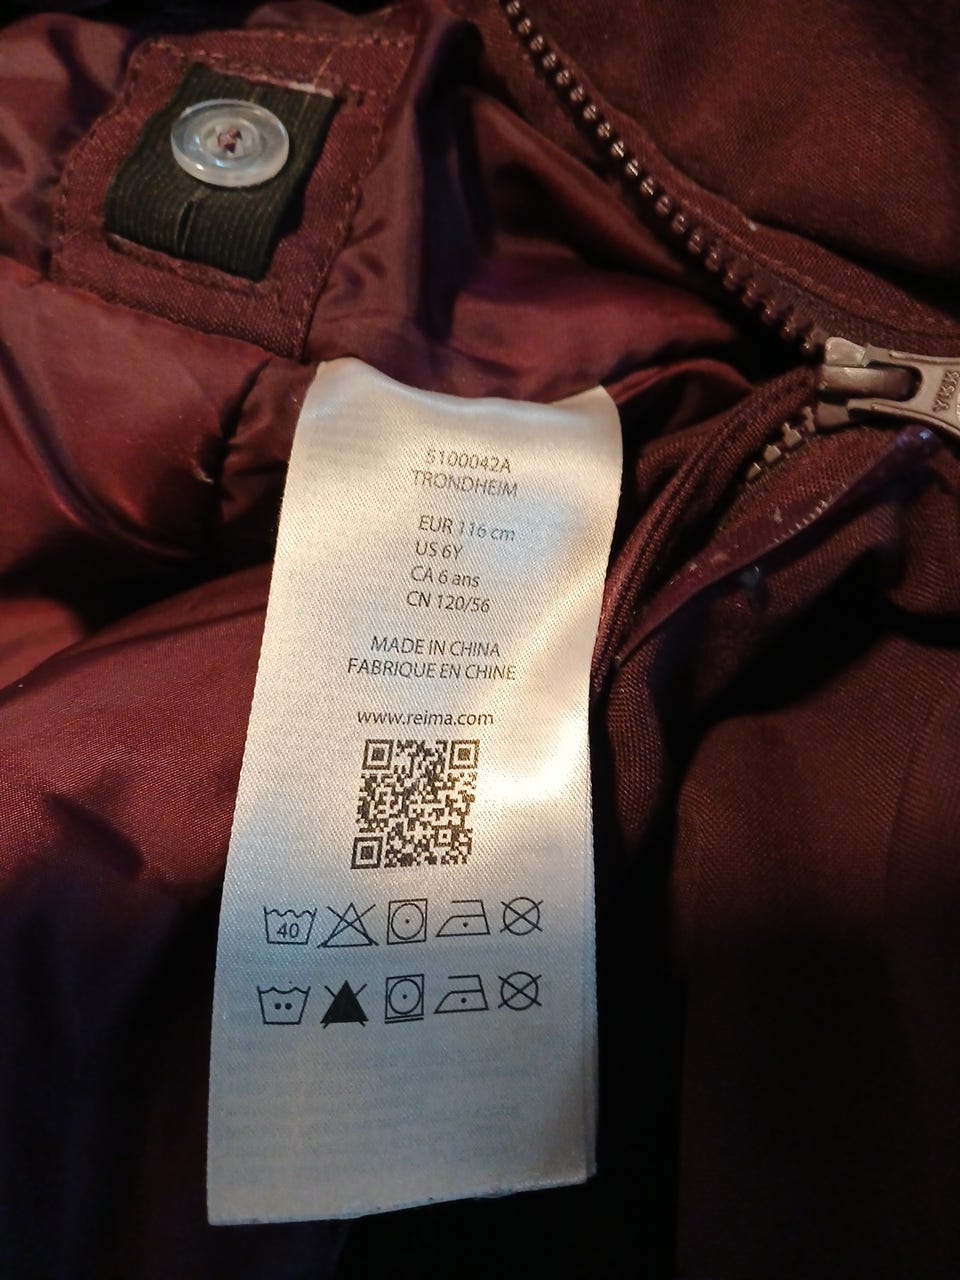 5100042A
TRONDHEIM
EUR 116 cm
US 6Y
CA 6 ans
CN 120/56
MADE IN CHINA
FABRIQUE EN CHINE
www.reima.com
40